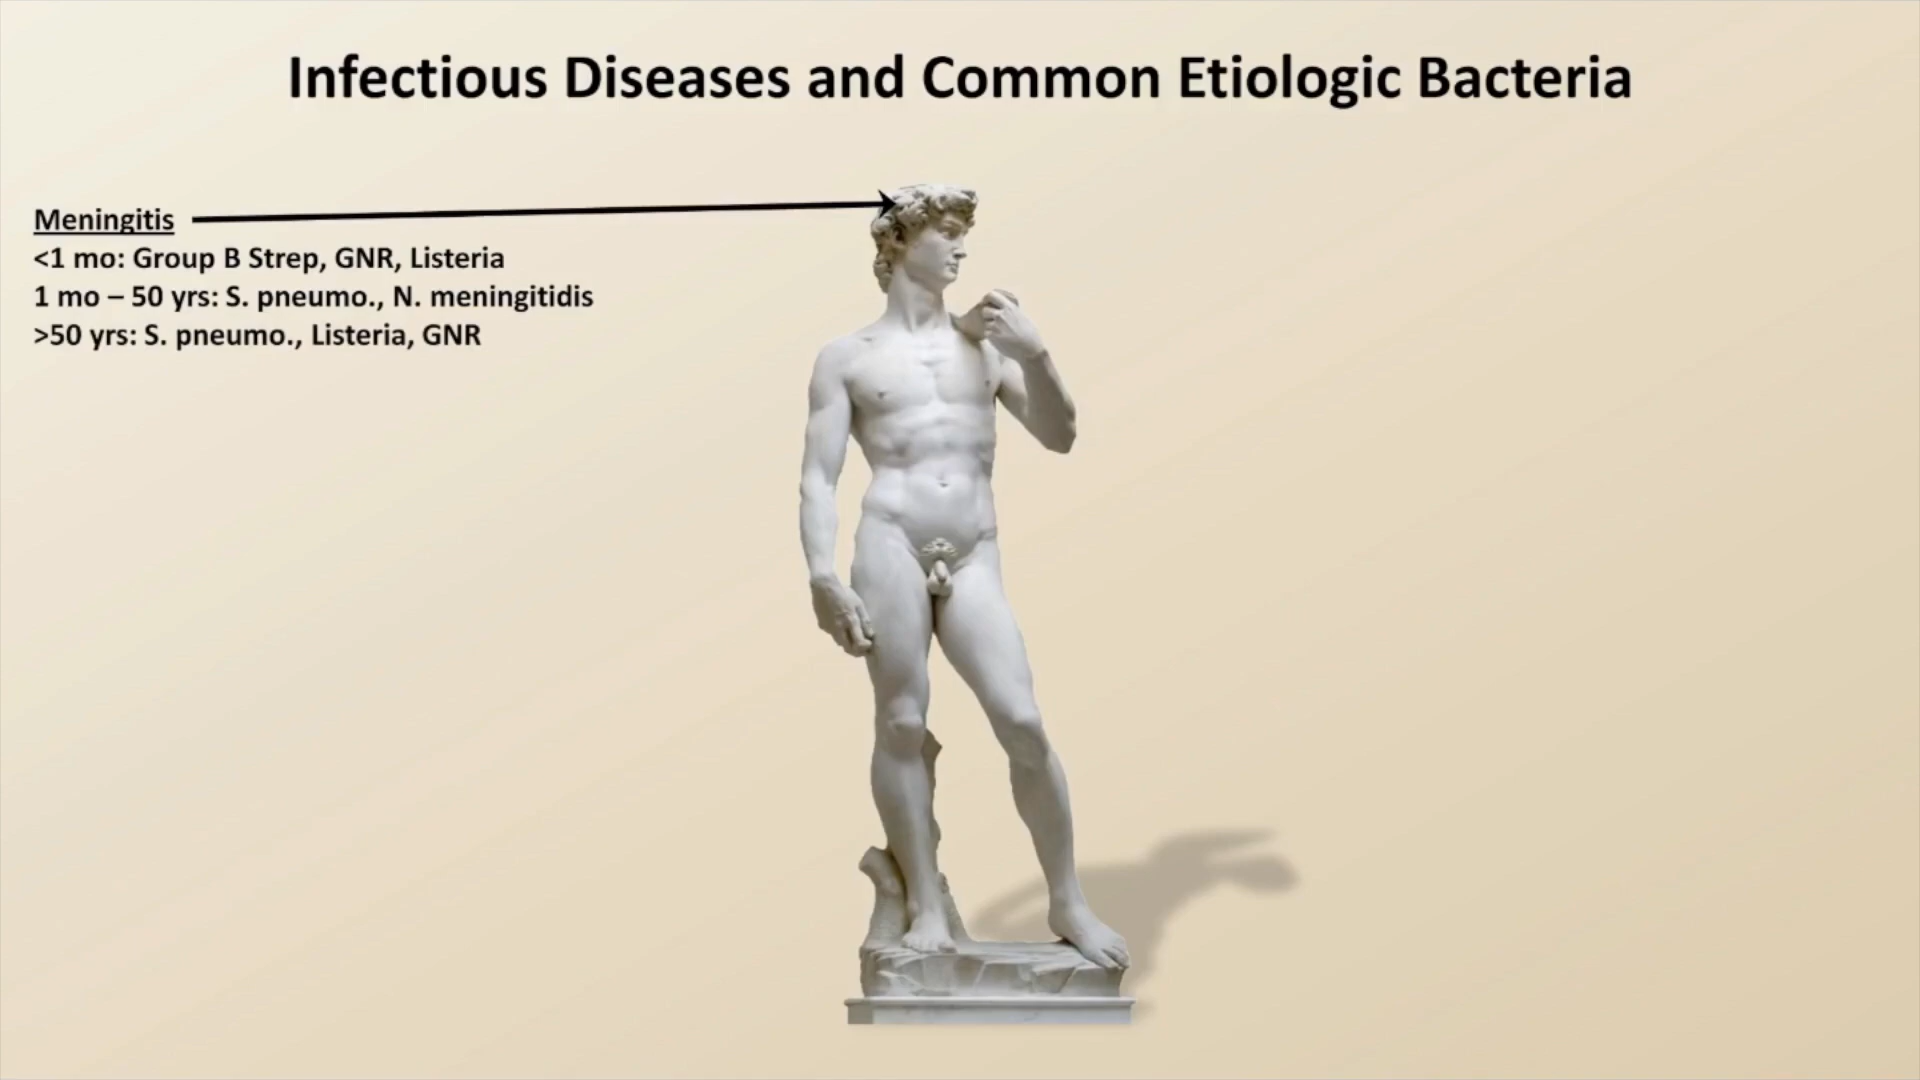 Infectious Diseases and Common Etiologic Bacteria
Meningitis
<1 mo: Group B Strep, GNR, Listeria
1 mo – 50 yrs: S. pneumo., N. meningitidis
>50 yrs: S. pneumo., Listeria, GNR